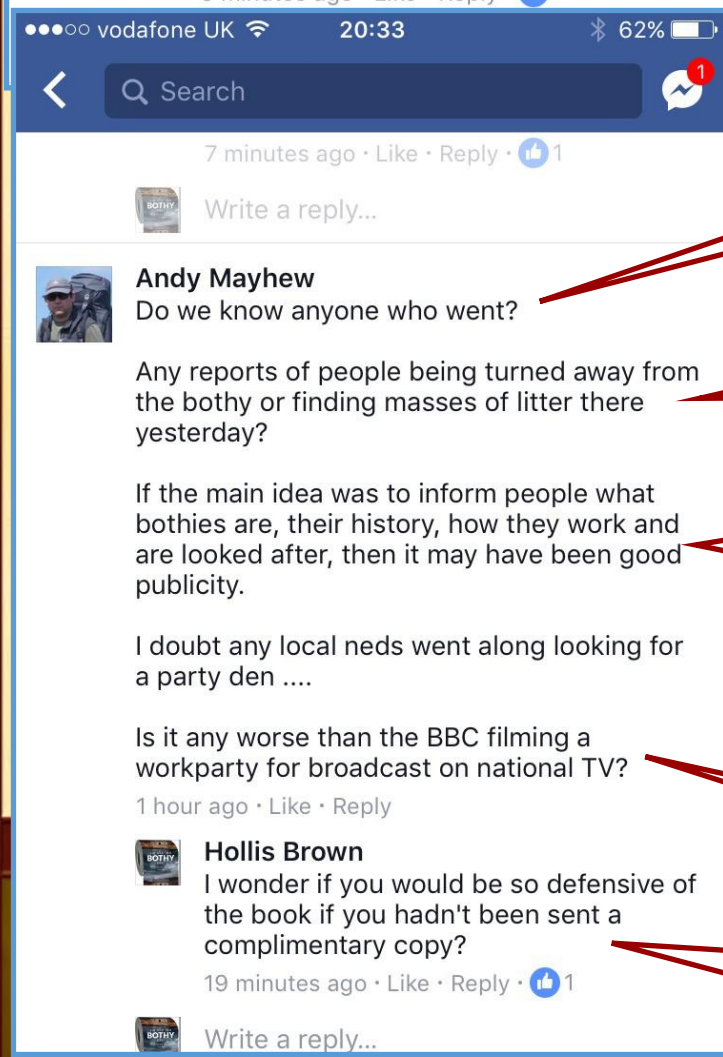 vodafone UK 20:33 62%
Search 1
7 minutes ago · Like · Reply · 1
BOTHY Write a reply...
Andy Mayhew
Do we know anyone who went?
Any reports of people being turned away from
the bothy or finding masses of litter there
yesterday?
If the main idea was to inform people what
bothies are, their history, how they work and
are looked after, then it may have been good
publicity.
I doubt any local neds went along looking for
a party den ....
Is it any worse than the BBC filming a
workparty for broadcast on national TV?
1 hour ago · Like · Reply
BOTHY Hollis Brown
I wonder if you would be so defensive of
the book if you hadn't been sent a
complimentary copy?
19 minutes ago · Like · Reply · 1
BOTHY Write a reply...